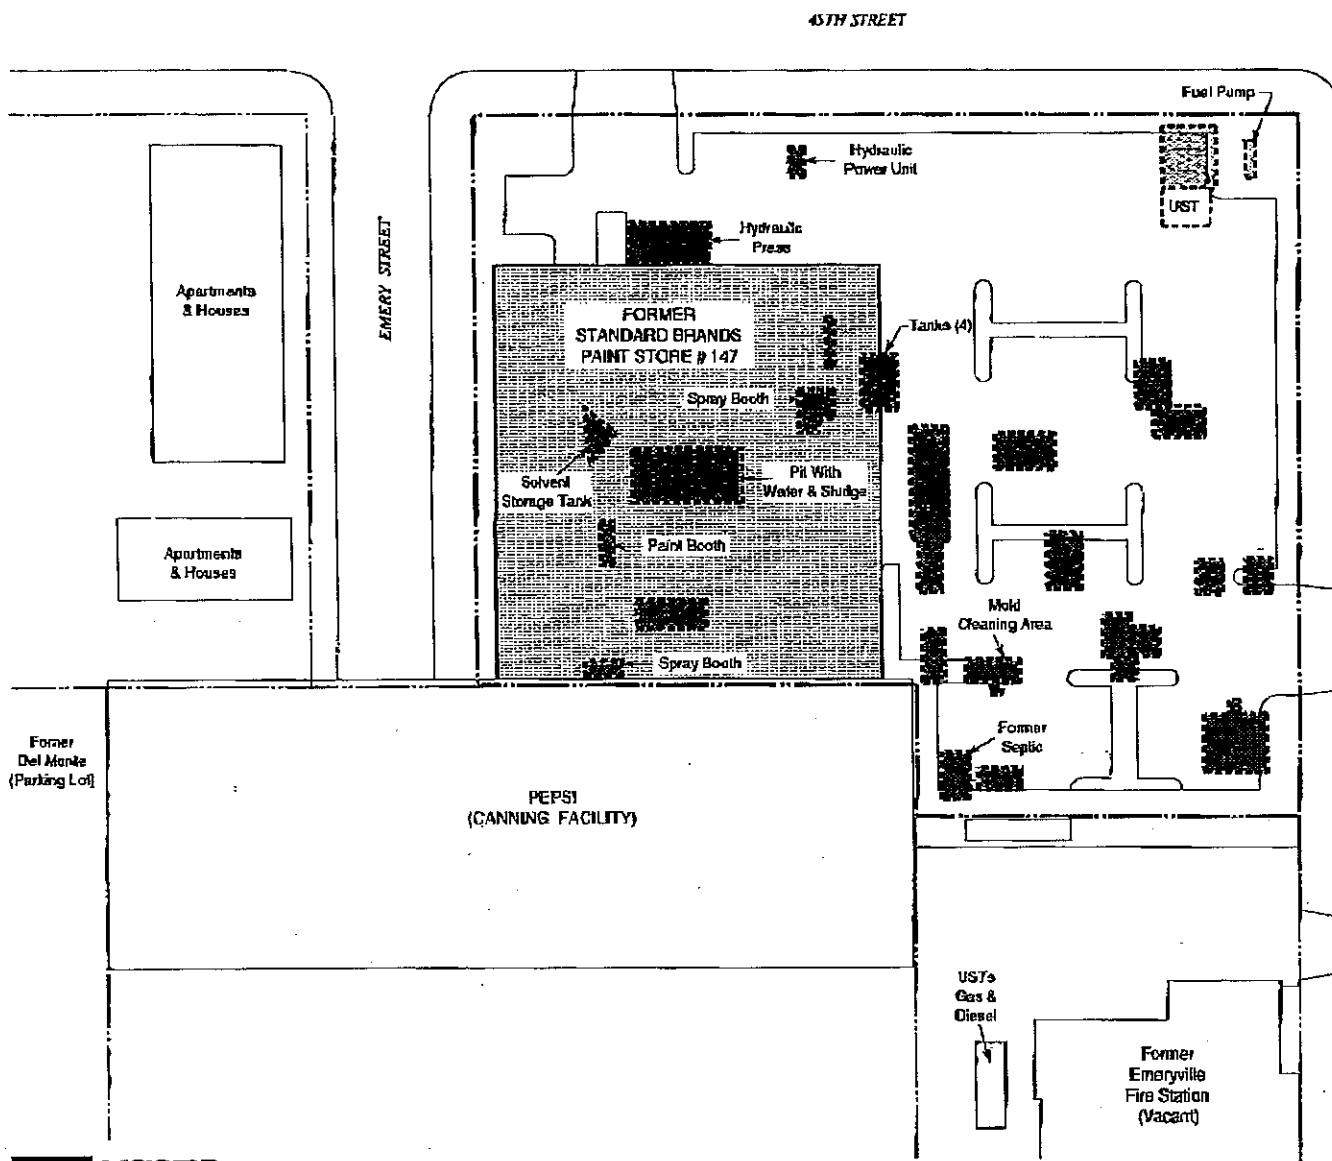 45TH STREET
Fuel Pump
Hydraulic
Power Unit
UST
EMERY STREET
Hydraulic
Press
Apartments
& Houses
FORMER
STANDARD BRANDS
PAINT STORE # 147
Tanks (4)
Spray Booth
Solvent
Storage Tank
Pit With
Water & Sludge
Paint Booth
Apartments
& Houses
Mold
Cleaning Area
Spray Booth
Former
Septic
Former
Del Monte
(Parking Lot)
PEPSI
(CANNING FACILITY)
UST's
Gas &
Diesel
Former
Emeryville
Fire Station
(Vacant)